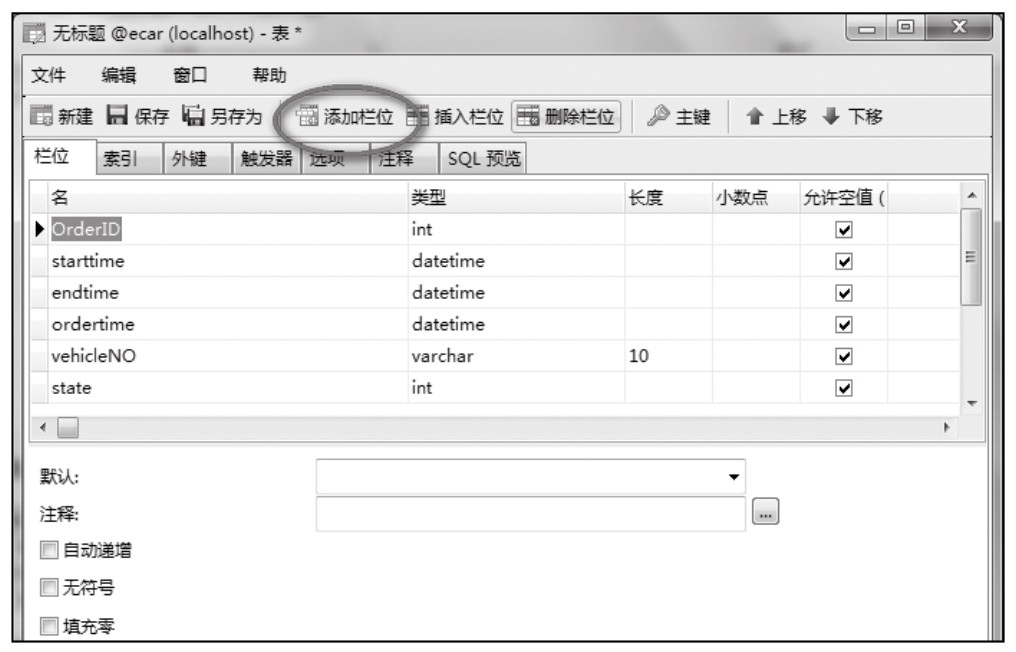 无标题 @ecar (localhost) - 表 *
文件 编辑 窗口 帮助
新建 保存 另存为 添加栏位 插入栏位 删除栏位 主键 上移 下移
栏位 索引 外键 触发器 选项 注释 SQL 预览
名 类型 长度 小数点 允许空值 (
OrderID int
starttime datetime
endtime datetime
ordertime datetime
vehicleNO varchar 10
state int
默认:
注释:
...
自动递增
无符号
填充零